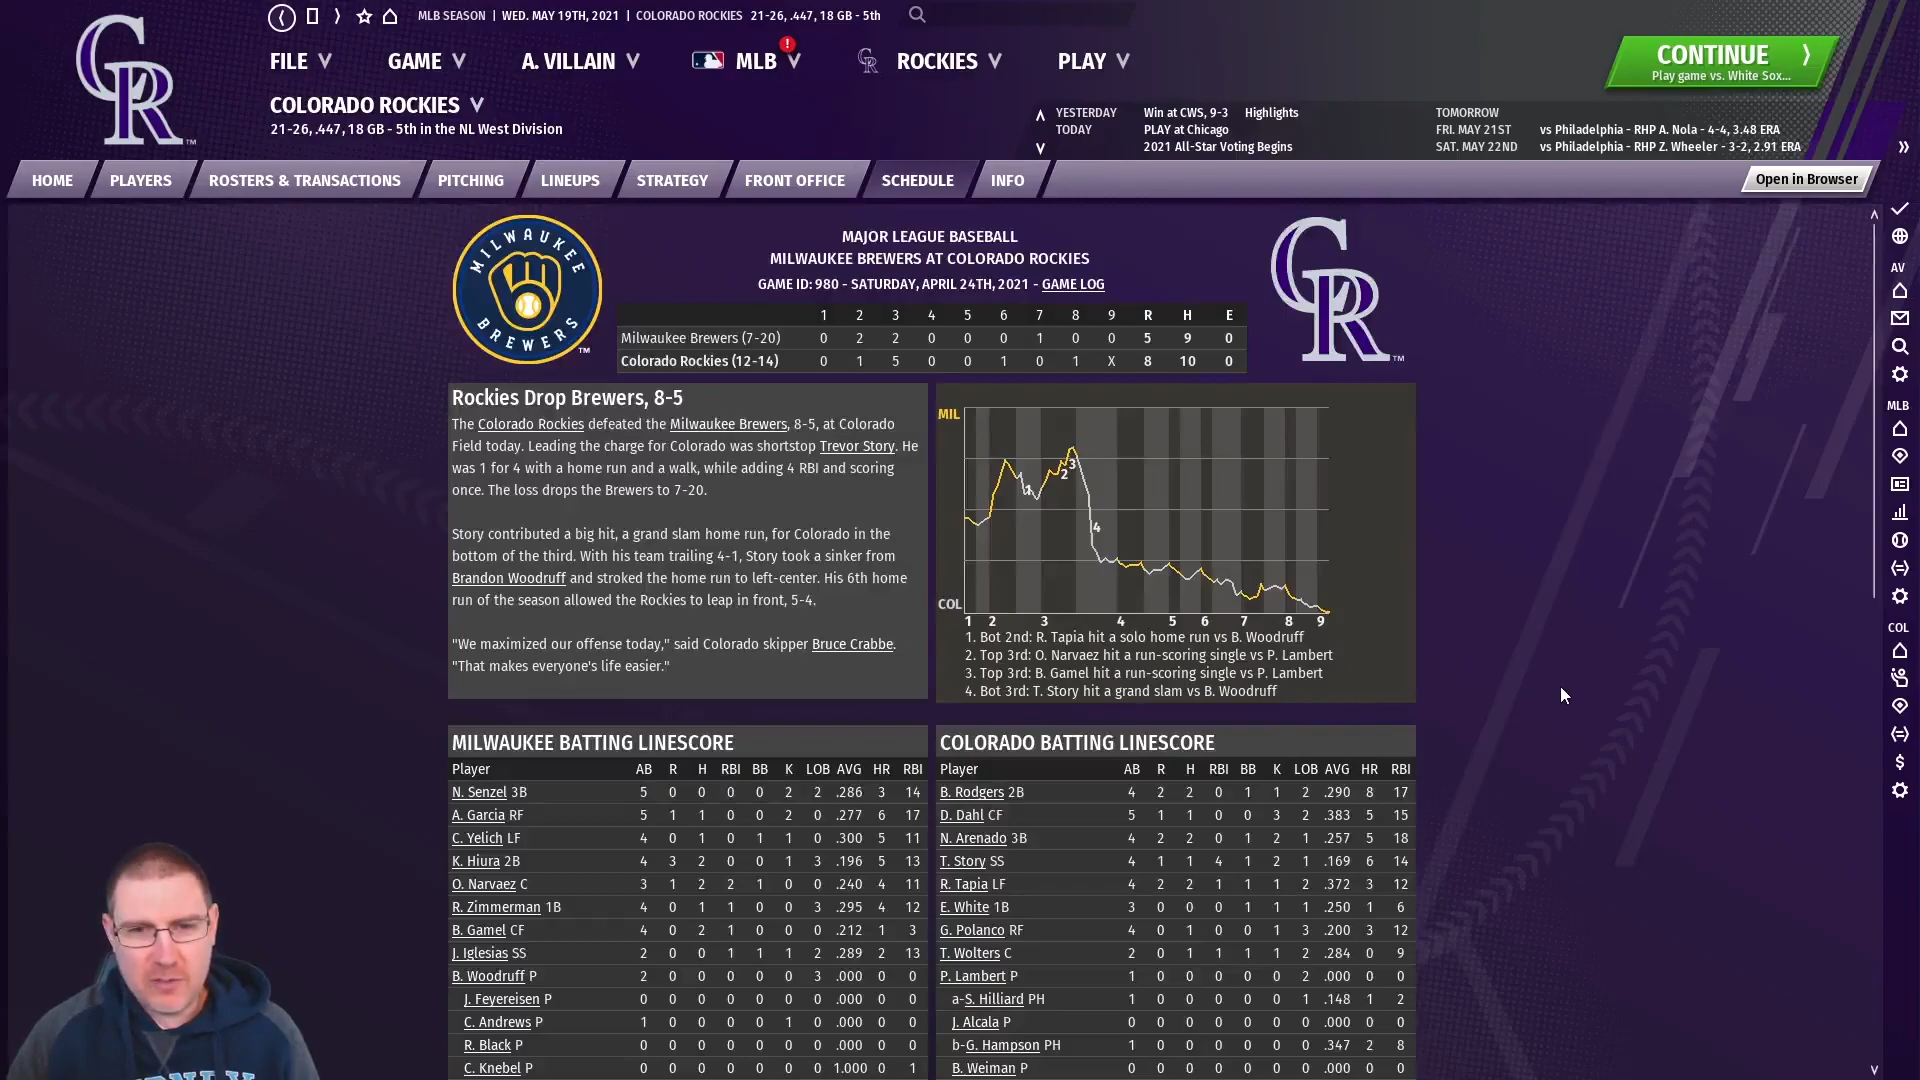 MLB SEASON | WED. MAY 19TH, 2021 | COLORADO ROCKIES 21-26, .447, 18 GB - 5th
FILE GAME A. VILLAIN MLB ! ROCKIES PLAY
CONTINUE
Play game vs. White Sox...
COLORADO ROCKIES
21-26, .447, 18 GB - 5th in the NL West Division
YESTERDAY Win at CWS, 9-3 Highlights
TODAY PLAY at Chicago
2021 All-Star Voting Begins
TOMORROW
FRI. MAY 21ST vs Philadelphia - RHP A. Nola - 4-4, 3.48 ERA
SAT. MAY 22ND vs Philadelphia - RHP Z. Wheeler - 3-2, 2.91 ERA
CR TM
HOME PLAYERS ROSTERS & TRANSACTIONS PITCHING LINEUPS STRATEGY FRONT OFFICE SCHEDULE INFO Open in Browser
MILWAUKEE BREWERS TM
MAJOR LEAGUE BASEBALL
MILWAUKEE BREWERS AT COLORADO ROCKIES
GAME ID: 980 - SATURDAY, APRIL 24TH, 2021 - GAME LOG
CR TM
1 2 3 4 5 6 7 8 9 R H E
Milwaukee Brewers (7-20) 0 2 2 0 0 0 1 0 0 5 9 0
Colorado Rockies (12-14) 0 1 5 0 0 1 0 1 X 8 10 0
Rockies Drop Brewers, 8-5
The Colorado Rockies defeated the Milwaukee Brewers, 8-5, at Colorado
Field today. Leading the charge for Colorado was shortstop Trevor Story. He
was 1 for 4 with a home run and a walk, while adding 4 RBI and scoring
once. The loss drops the Brewers to 7-20.
Story contributed a big hit, a grand slam home run, for Colorado in the
bottom of the third. With his team trailing 4-1, Story took a sinker from
Brandon Woodruff and stroked the home run to left-center. His 6th home
run of the season allowed the Rockies to leap in front, 5-4.
"We maximized our offense today," said Colorado skipper Bruce Crabbe.
"That makes everyone's life easier."
MIL
1 2 3 4
COL
1 2 3 4 5 6 7 8 9
1. Bot 2nd: R. Tapia hit a solo home run vs B. Woodruff
2. Top 3rd: O. Narvaez hit a run-scoring single vs P. Lambert
3. Top 3rd: B. Gamel hit a run-scoring single vs P. Lambert
4. Bot 3rd: T. Story hit a grand slam vs B. Woodruff
MILWAUKEE BATTING LINESCORE
Player AB R H RBI BB K LOB AVG HR RBI
N. Senzel 3B 5 0 0 0 0 2 2 .286 3 14
A. Garcia RF 5 1 1 0 0 2 0 .277 6 17
C. Yelich LF 4 0 1 0 1 1 0 .300 5 11
K. Hiura 2B 4 3 2 0 0 1 3 .196 5 13
O. Narvaez C 3 1 2 2 1 0 0 .240 4 11
R. Zimmerman 1B 4 0 1 1 0 0 3 .295 4 12
B. Gamel CF 4 0 2 1 0 0 0 .212 1 3
J. Iglesias SS 2 0 0 1 1 1 2 .289 2 13
B. Woodruff P 2 0 0 0 0 0 3 .000 0 0
J. Feyereisen P 0 0 0 0 0 0 0 .000 0 0
C. Andrews P 1 0 0 0 0 1 0 .000 0 0
R. Black P 0 0 0 0 0 0 0 .000 0 0
C. Knebel P 0 0 0 0 0 0 0 1.000 0 1
COLORADO BATTING LINESCORE
Player AB R H RBI BB K LOB AVG HR RBI
B. Rodgers 2B 4 2 2 0 1 1 2 .290 8 17
D. Dahl CF 5 1 1 0 0 3 2 .383 5 15
N. Arenado 3B 4 2 2 0 1 2 1 .257 5 18
T. Story SS 4 1 1 4 1 2 1 .169 6 14
R. Tapia LF 4 2 2 1 1 1 2 .372 3 12
E. White 1B 3 0 0 0 1 1 1 .250 1 6
G. Polanco RF 4 0 1 0 0 1 3 .200 3 12
T. Wolters C 2 0 1 1 1 1 2 .284 0 9
P. Lambert P 1 0 0 0 0 0 2 .000 0 0
a-S. Hilliard PH 1 0 0 0 0 0 1 .148 1 2
J. Alcala P 0 0 0 0 0 0 0 .000 0 0
b-G. Hampson PH 1 0 0 0 0 0 0 .347 2 8
B. Weiman P 0 0 0 0 0 0 0 .000 0 0
AV
MLB
COL
$